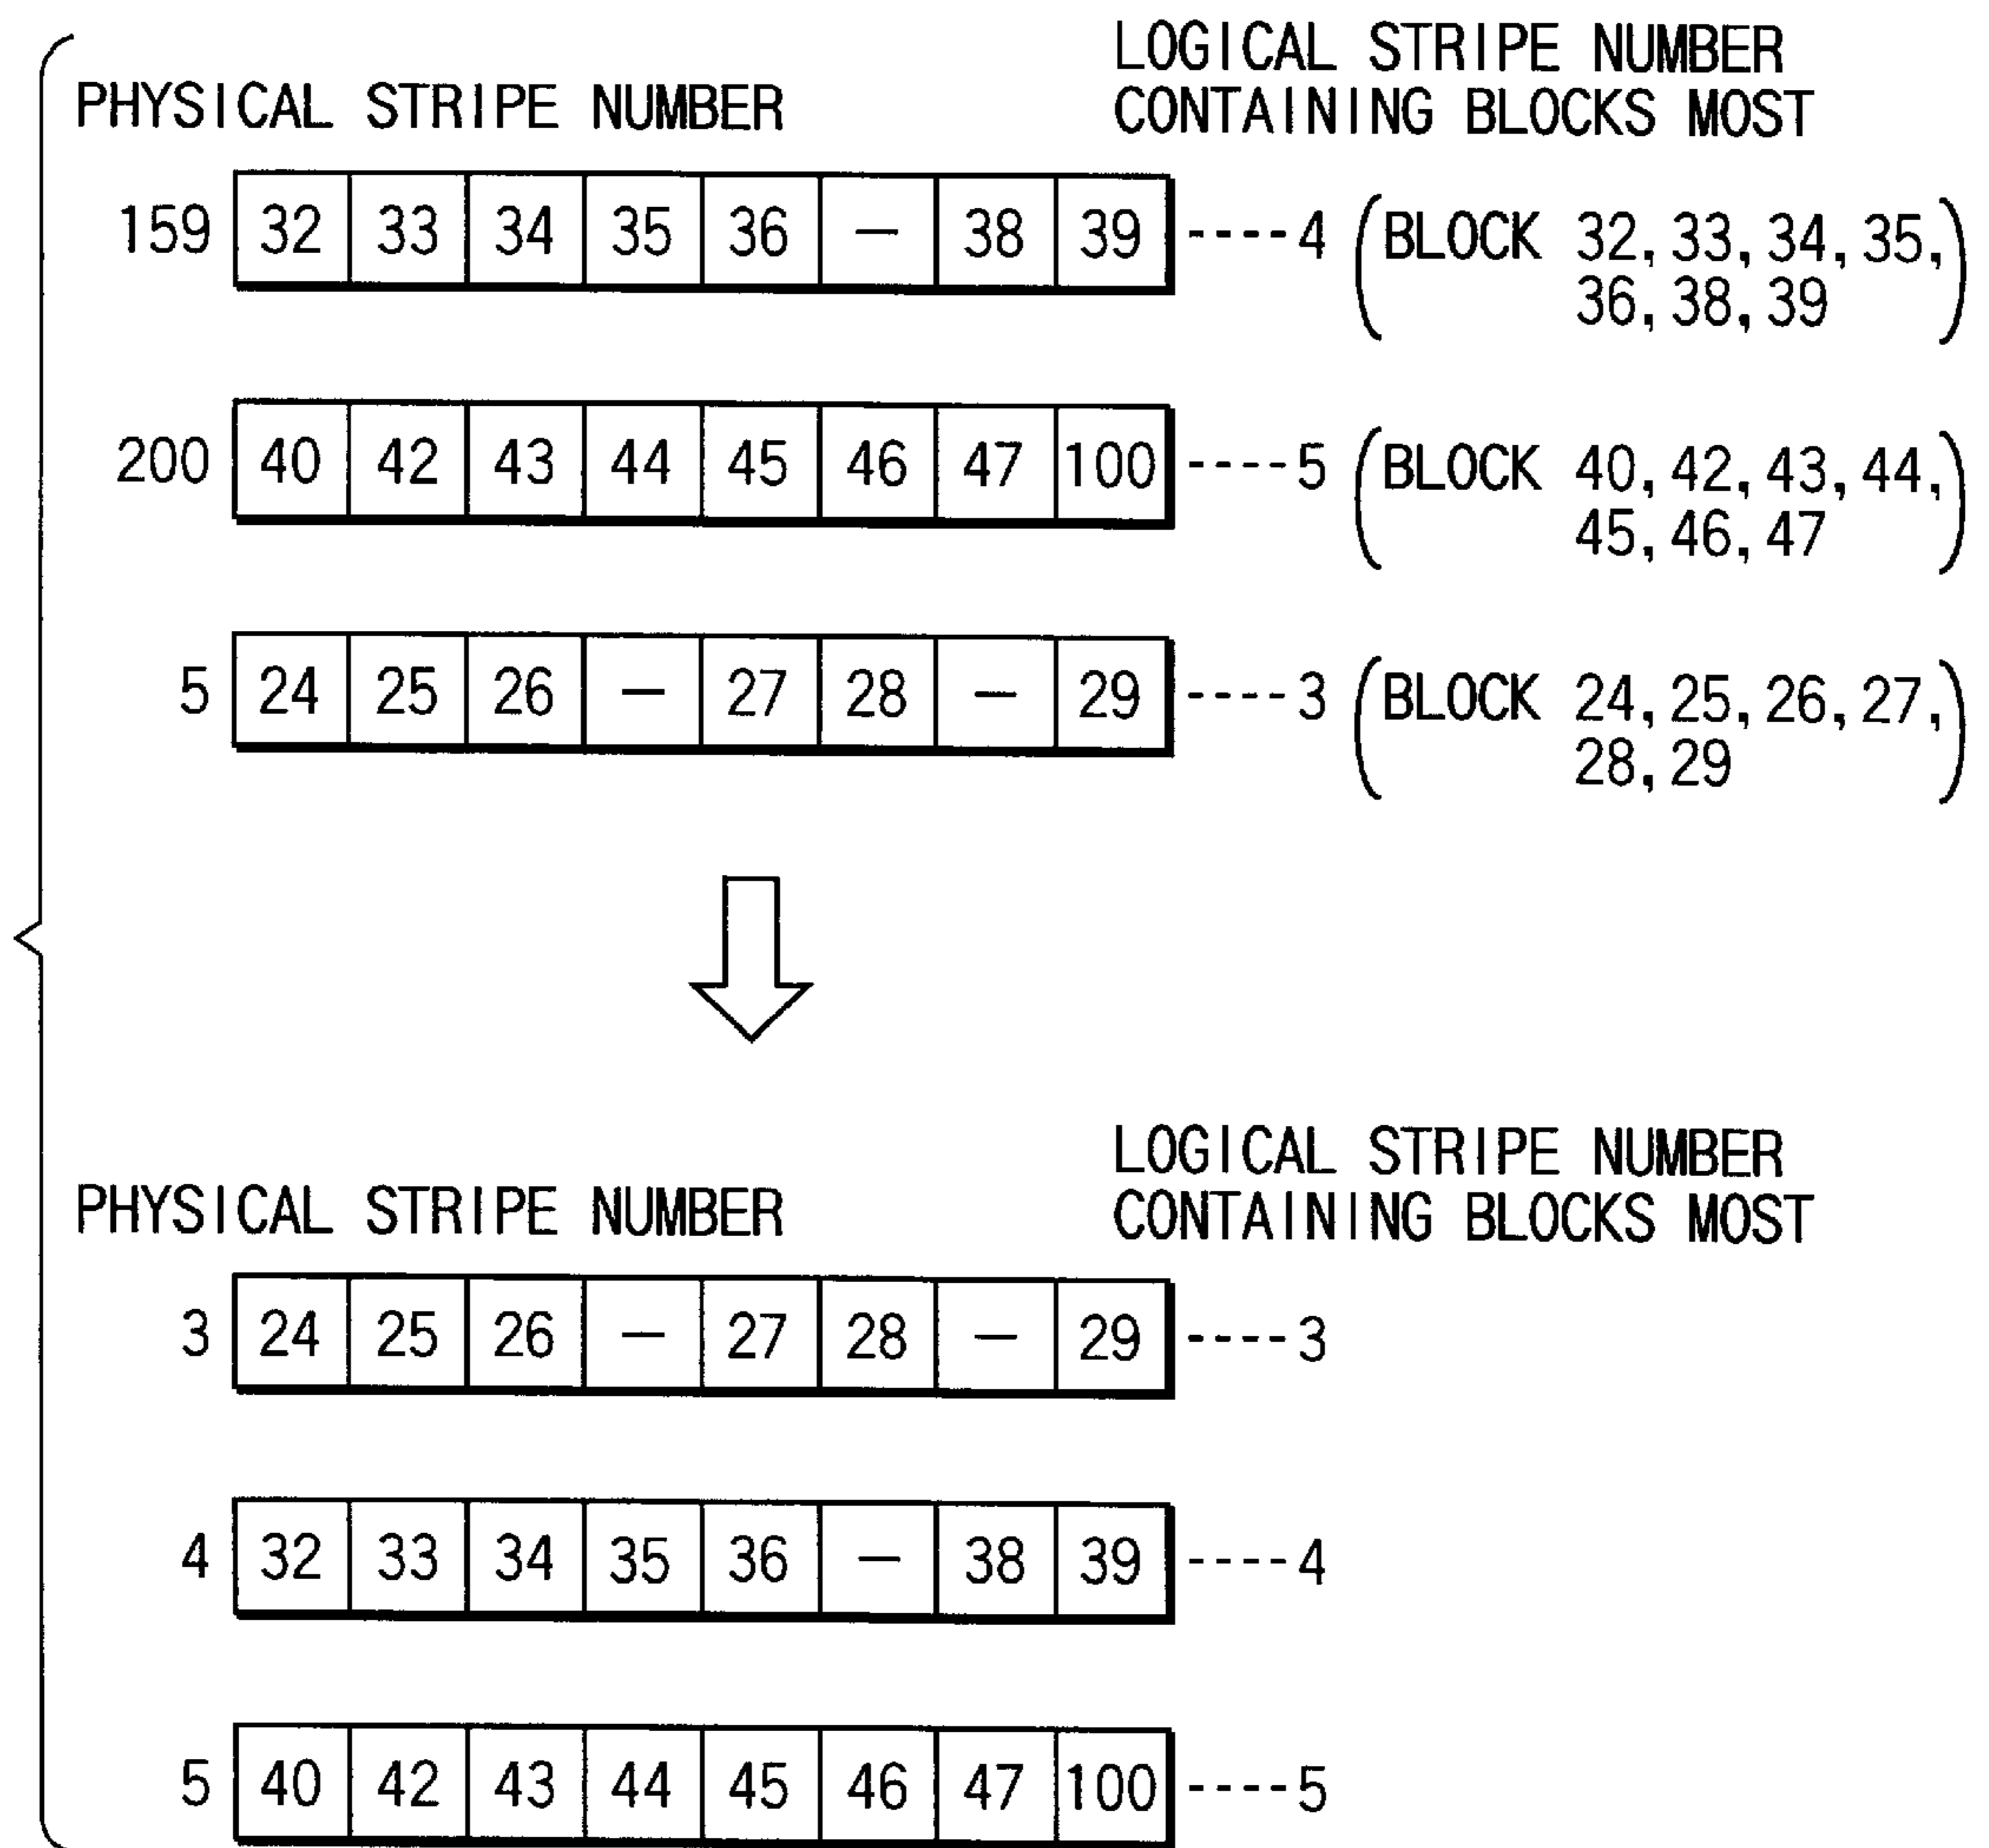 PHYSICAL STRIPE NUMBER
LOGICAL STRIPE NUMBER
CONTAINING BLOCKS MOST
159 32 33 34 35 36 — 38 39 ----4 (BLOCK 32, 33, 34, 35,
36, 38, 39)
200 40 42 43 44 45 46 47 100 ----5 (BLOCK 40, 42, 43, 44,
45, 46, 47)
5 24 25 26 — 27 28 — 29 ----3 (BLOCK 24, 25, 26, 27,
28, 29)
PHYSICAL STRIPE NUMBER
LOGICAL STRIPE NUMBER
CONTAINING BLOCKS MOST
3 24 25 26 — 27 28 — 29 ----3
4 32 33 34 35 36 — 38 39 ----4
5 40 42 43 44 45 46 47 100 ----5